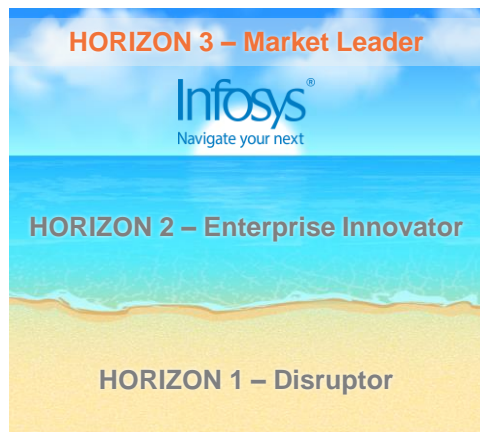 HORIZON 3 – Market Leader
Infosys®
Navigate your next
HORIZON 2 – Enterprise Innovator
HORIZON 1 – Disruptor